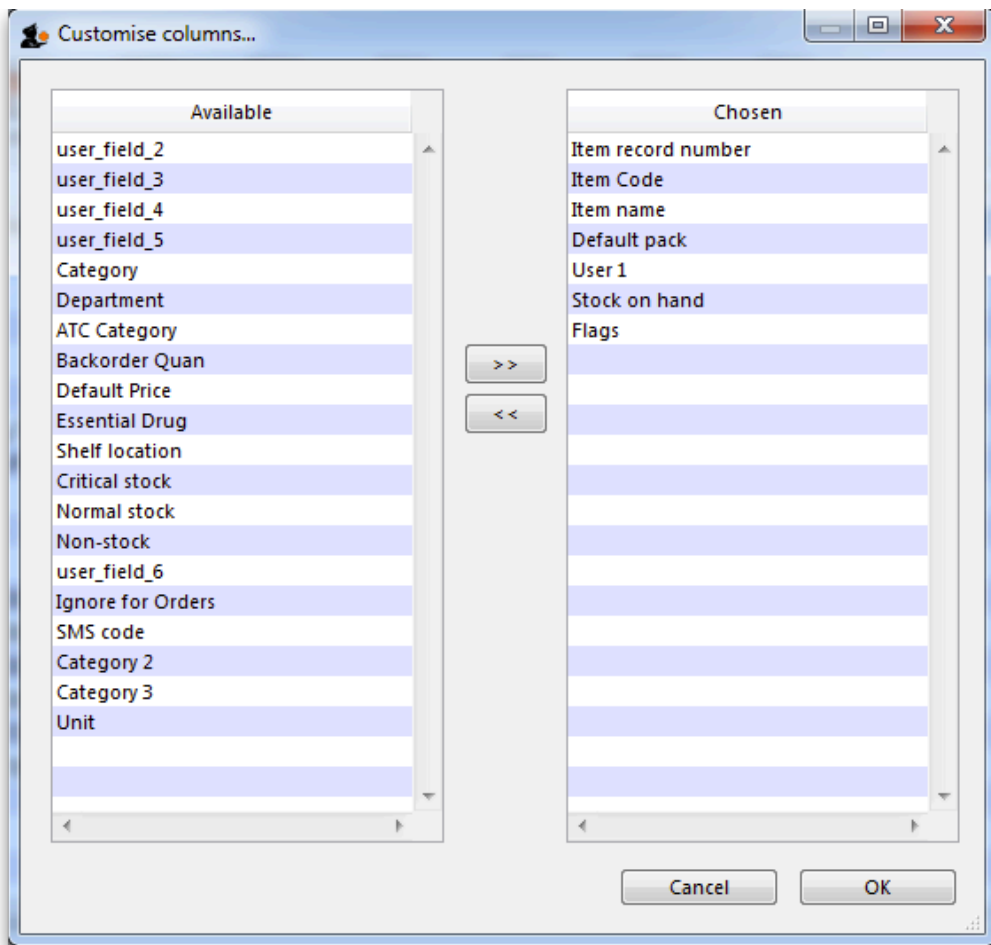 Customise columns...
Available
user_field_2
user_field_3
user_field_4
user_field_5
Category
Department
ATC Category
Backorder Quan
Default Price
Essential Drug
Shelf location
Critical stock
Normal stock
Non-stock
user_field_6
Ignore for Orders
SMS code
Category 2
Category 3
Unit
>>
<<
Chosen
Item record number
Item Code
Item name
Default pack
User 1
Stock on hand
Flags
Cancel
OK